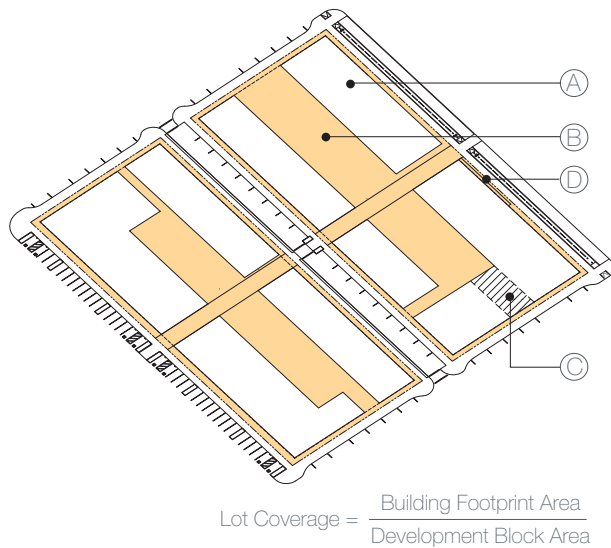 A
B
D
C
Lot Coverage = Building Footprint Area
Development Block Area